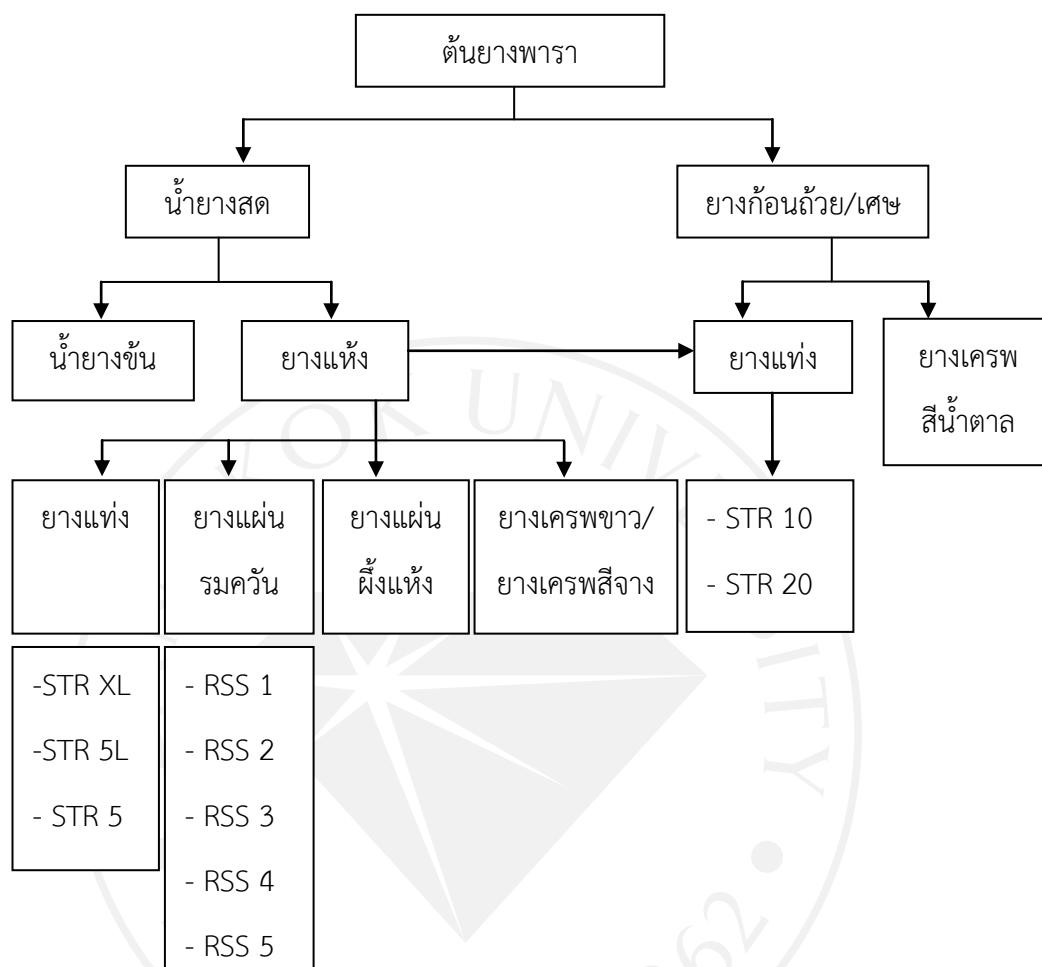 ต้นยางพารา
น้ำยางสด
ยางก้อนถ้วย/เศษ
น้ำยางข้น
ยางแห้ง
ยางแท่ง
ยางเครพ
สีน้ำตาล
ยางแท่ง
ยางแผ่น
รมควัน
ยางแผ่น
ผึ้งแห้ง
ยางเครพขาว/
ยางเครพสีจาง
- STR 10
- STR 20
-STR XL
-STR 5L
- STR 5
- RSS 1
- RSS 2
- RSS 3
- RSS 4
- RSS 5